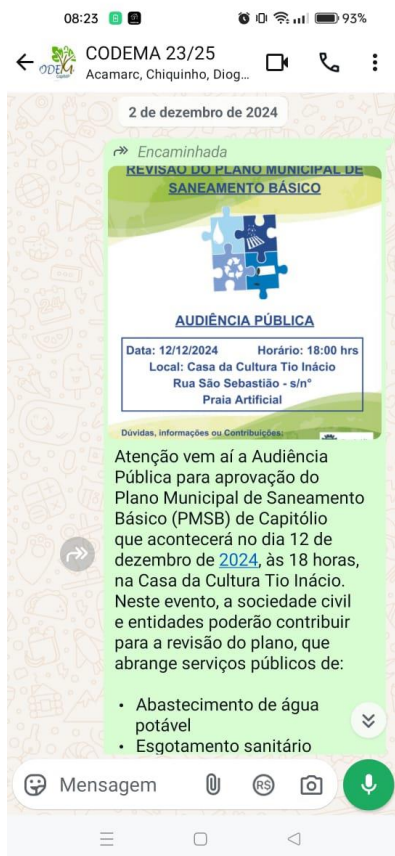 08:23
93%
CODEMA 23/25
Acamarc, Chiquinho, Diog...
2 de dezembro de 2024
Encaminhada
REVISÃO DO PLANO MUNICIPAL DE
SANEAMENTO BÁSICO
AUDIÊNCIA PÚBLICA
Data: 12/12/2024 Horário: 18:00 hrs
Local: Casa da Cultura Tio Inácio
Rua São Sebastião - s/n°
Praia Artificial
Dúvidas, informações ou Contribuições:
Atenção vem aí a Audiência
Pública para aprovação do
Plano Municipal de Saneamento
Básico (PMSB) de Capitólio
que acontecerá no dia 12 de
dezembro de 2024, às 18 horas,
na Casa da Cultura Tio Inácio.
Neste evento, a sociedade civil
e entidades poderão contribuir
para a revisão do plano, que
abrange serviços públicos de:
• Abastecimento de água
potável
• Esgotamento sanitário
Mensagem
R$